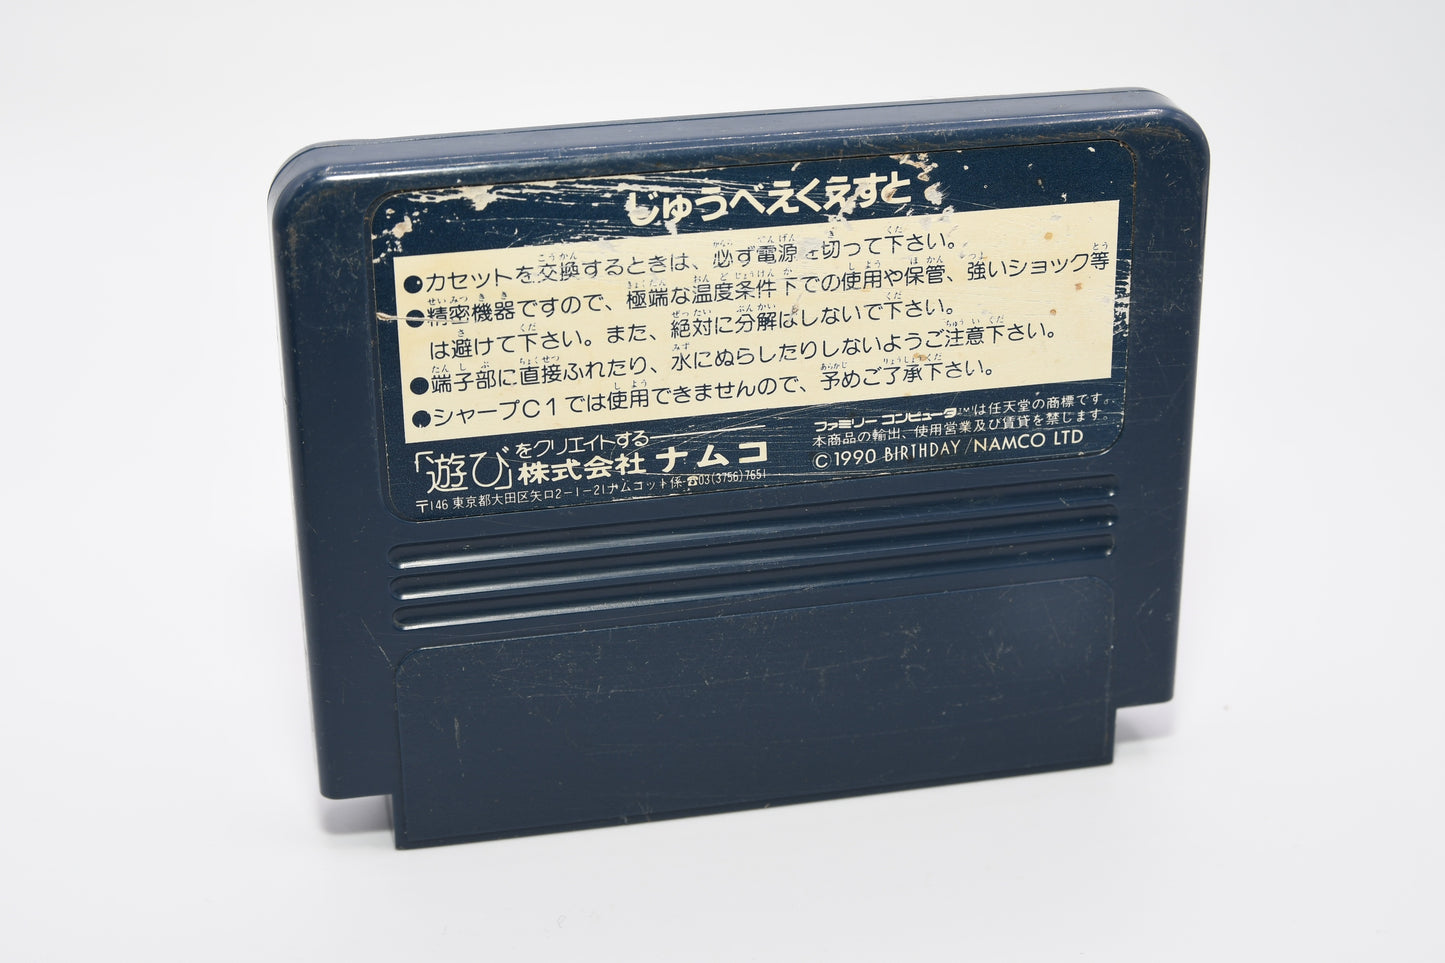 じゅうべえくえすと
●カセットを交換するときは、必ず電源を切って下さい。
●精密機器ですので、極端な温度条件下での使用や保管、強いショック等
は避けて下さい。また、絶対に分解はしないで下さい。
●端子部に直接ふれたり、水にぬらしたりしないようご注意下さい。
●シャープC1では使用できませんので、予めご了承下さい。
「遊び」をクリエイトする
株式会社ナムコ
〒146 東京都大田区矢口2-1-21ナムコット係 ☎03(3756)7651
ファミリーコンピュータ™は任天堂の商標です。
本商品の輸出、使用営業及び賃貸を禁じます。
© 1990 BIRTHDAY/NAMCO LTD